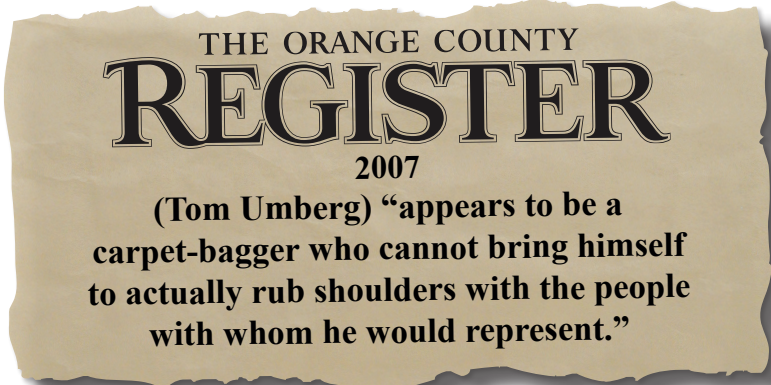 THE ORANGE COUNTY
REGISTER
2007
(Tom Umberg) “appears to be a
carpet-bagger who cannot bring himself
to actually rub shoulders with the people
with whom he would represent.”